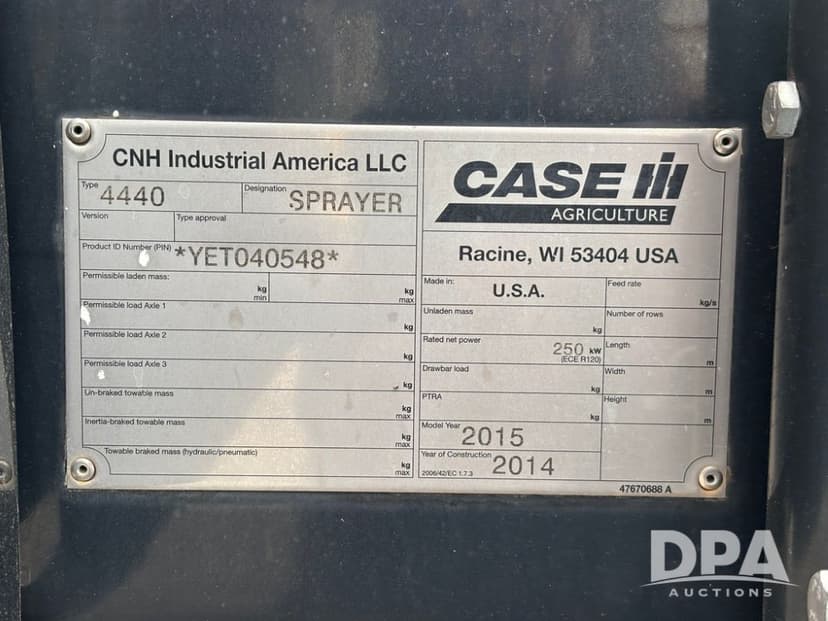 CNH Industrial America LLC
Type 4440 Designation SPRAYER
Version Type approval
Product ID Number (PIN) *YET040548*
Permissible laden mass: kg min kg max
Permissible load Axle 1 kg
Permissible load Axle 2 kg
Permissible load Axle 3 kg
Un-braked towable mass kg max
Inertia-braked towable mass kg max
Towable braked mass (hydraulic/pneumatic) kg max
CASE IH
AGRICULTURE
Racine, WI 53404 USA
Made in: U.S.A. Feed rate kg/s
Unladen mass kg Number of rows
Rated net power 250 kW (ECE R120) Length m
Drawbar load kg Width m
PTRA kg Height m
Model Year 2015
Year of Construction 2014
2006/42/EC 1.7.3
47670688 A
DPA
AUCTIONS